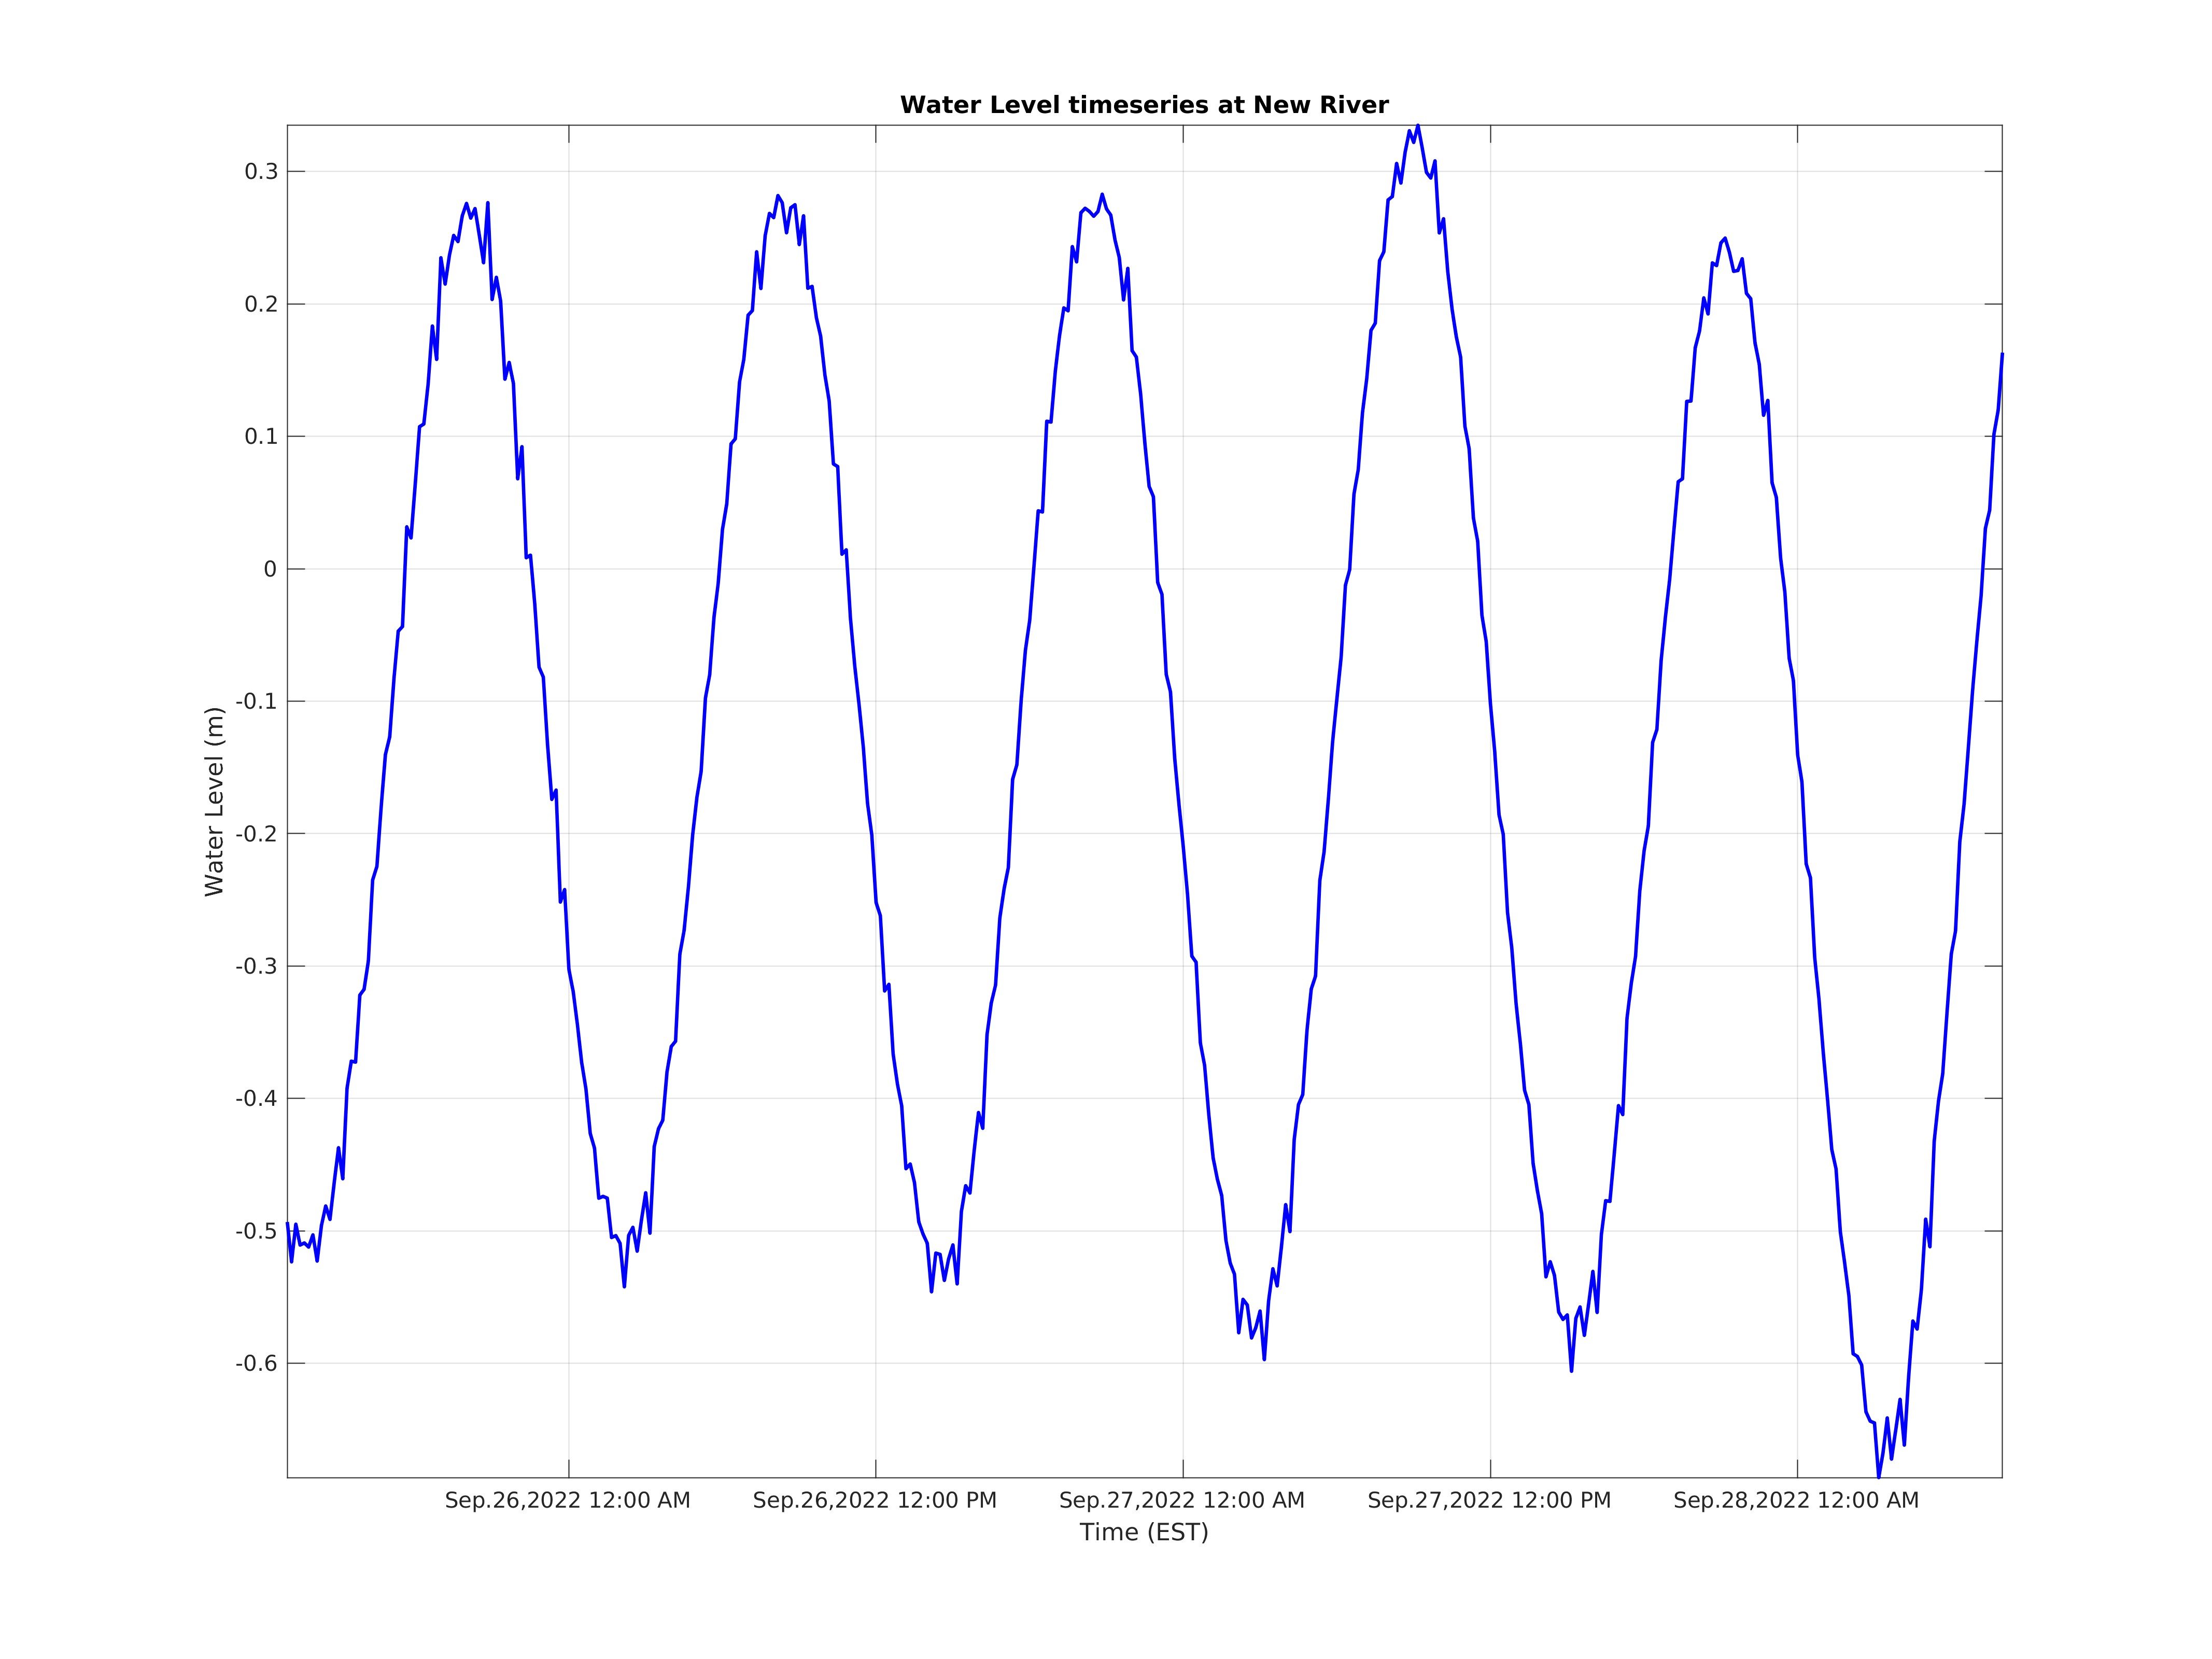 Water Level timeseries at New River
0.3
0.2
0.1
0
-0.1
-0.2
-0.3
-0.4
-0.5
-0.6
Water Level (m)
Sep.26,2022 12:00 AM
Sep.26,2022 12:00 PM
Sep.27,2022 12:00 AM
Sep.27,2022 12:00 PM
Sep.28,2022 12:00 AM
Time (EST)